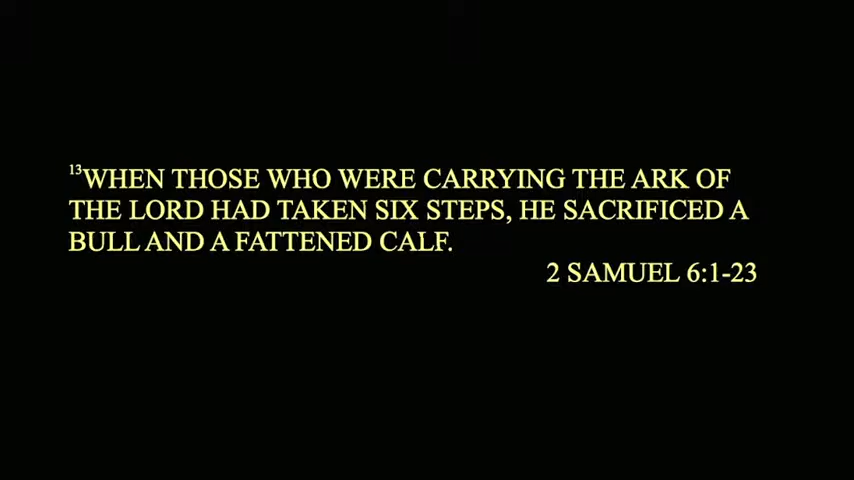 13WHEN THOSE WHO WERE CARRYING THE ARK OF
THE LORD HAD TAKEN SIX STEPS, HE SACRIFICED A
BULL AND A FATTENED CALF.
2 SAMUEL 6:1-23